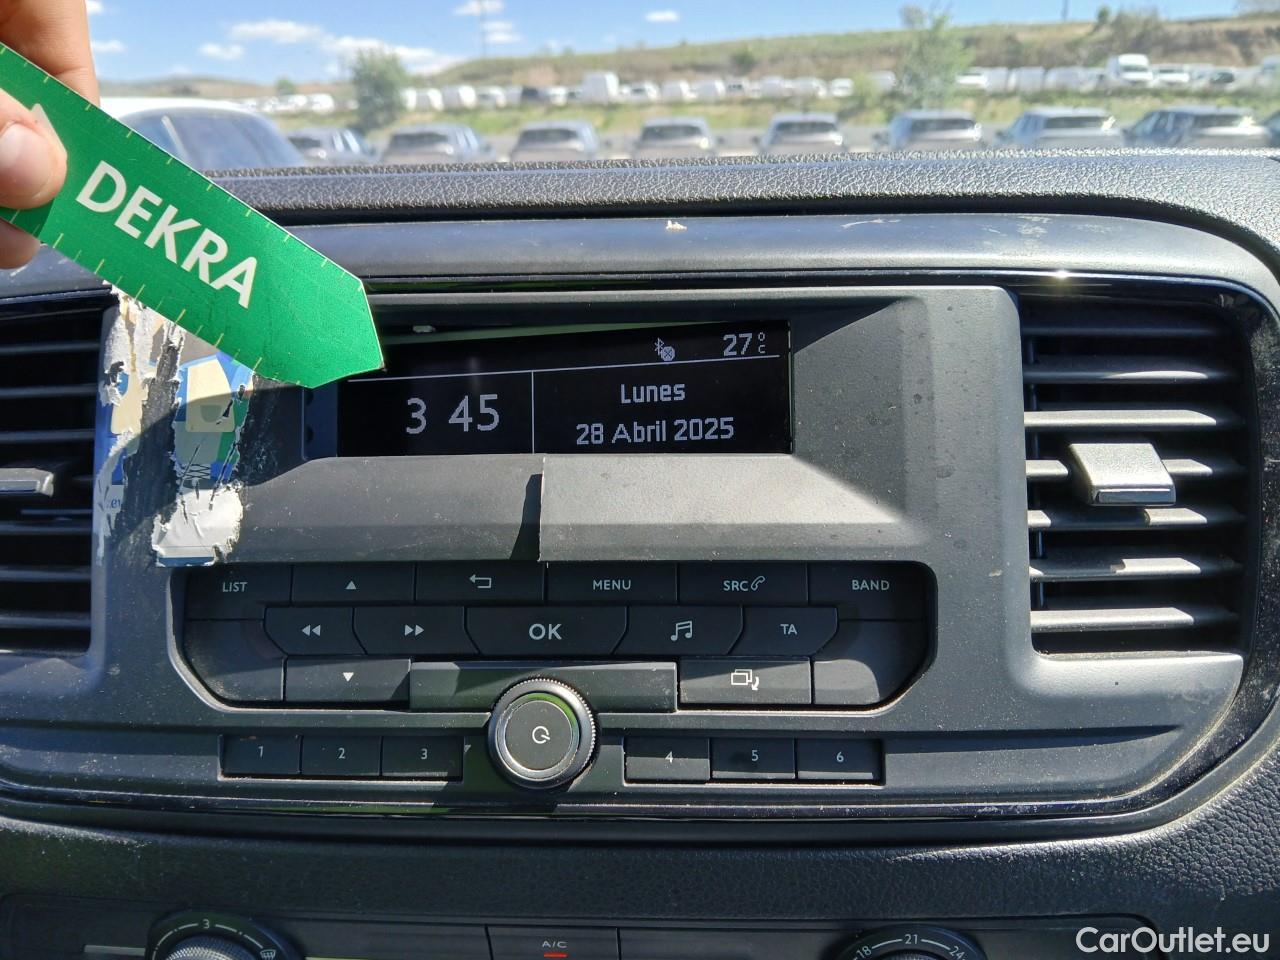 DEKRA
27°C
3 45
Lunes
28 Abril 2025
LIST
MENU
SRC
BAND
OK
TA
1
2
3
4
5
6
3
A/C
18
21
24
CarOutlet.eu